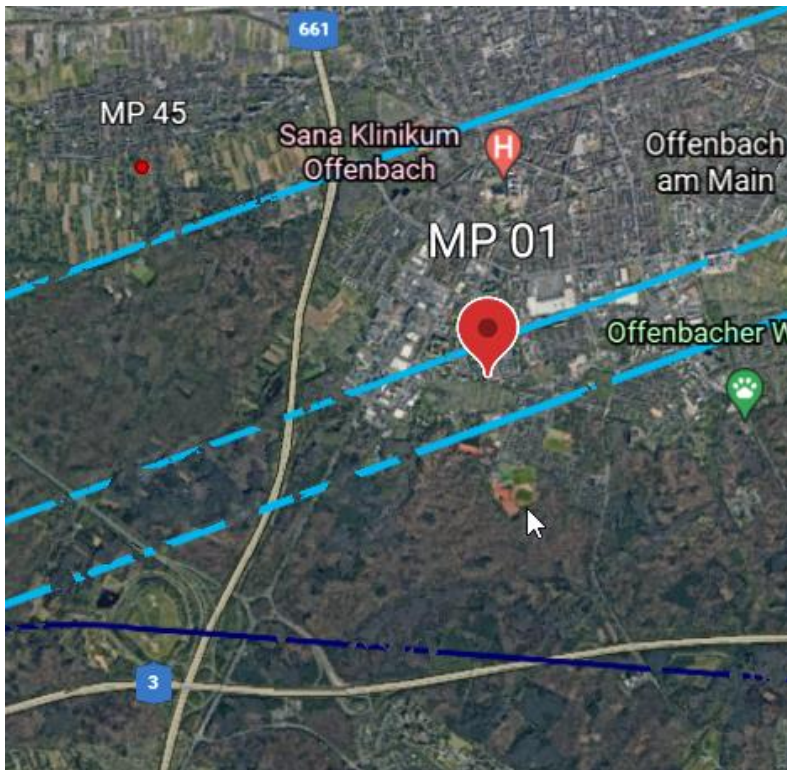 661
MP 45
Sana Klinikum
Offenbach
H
Offenbach
am Main
MP 01
Offenbacher W
3